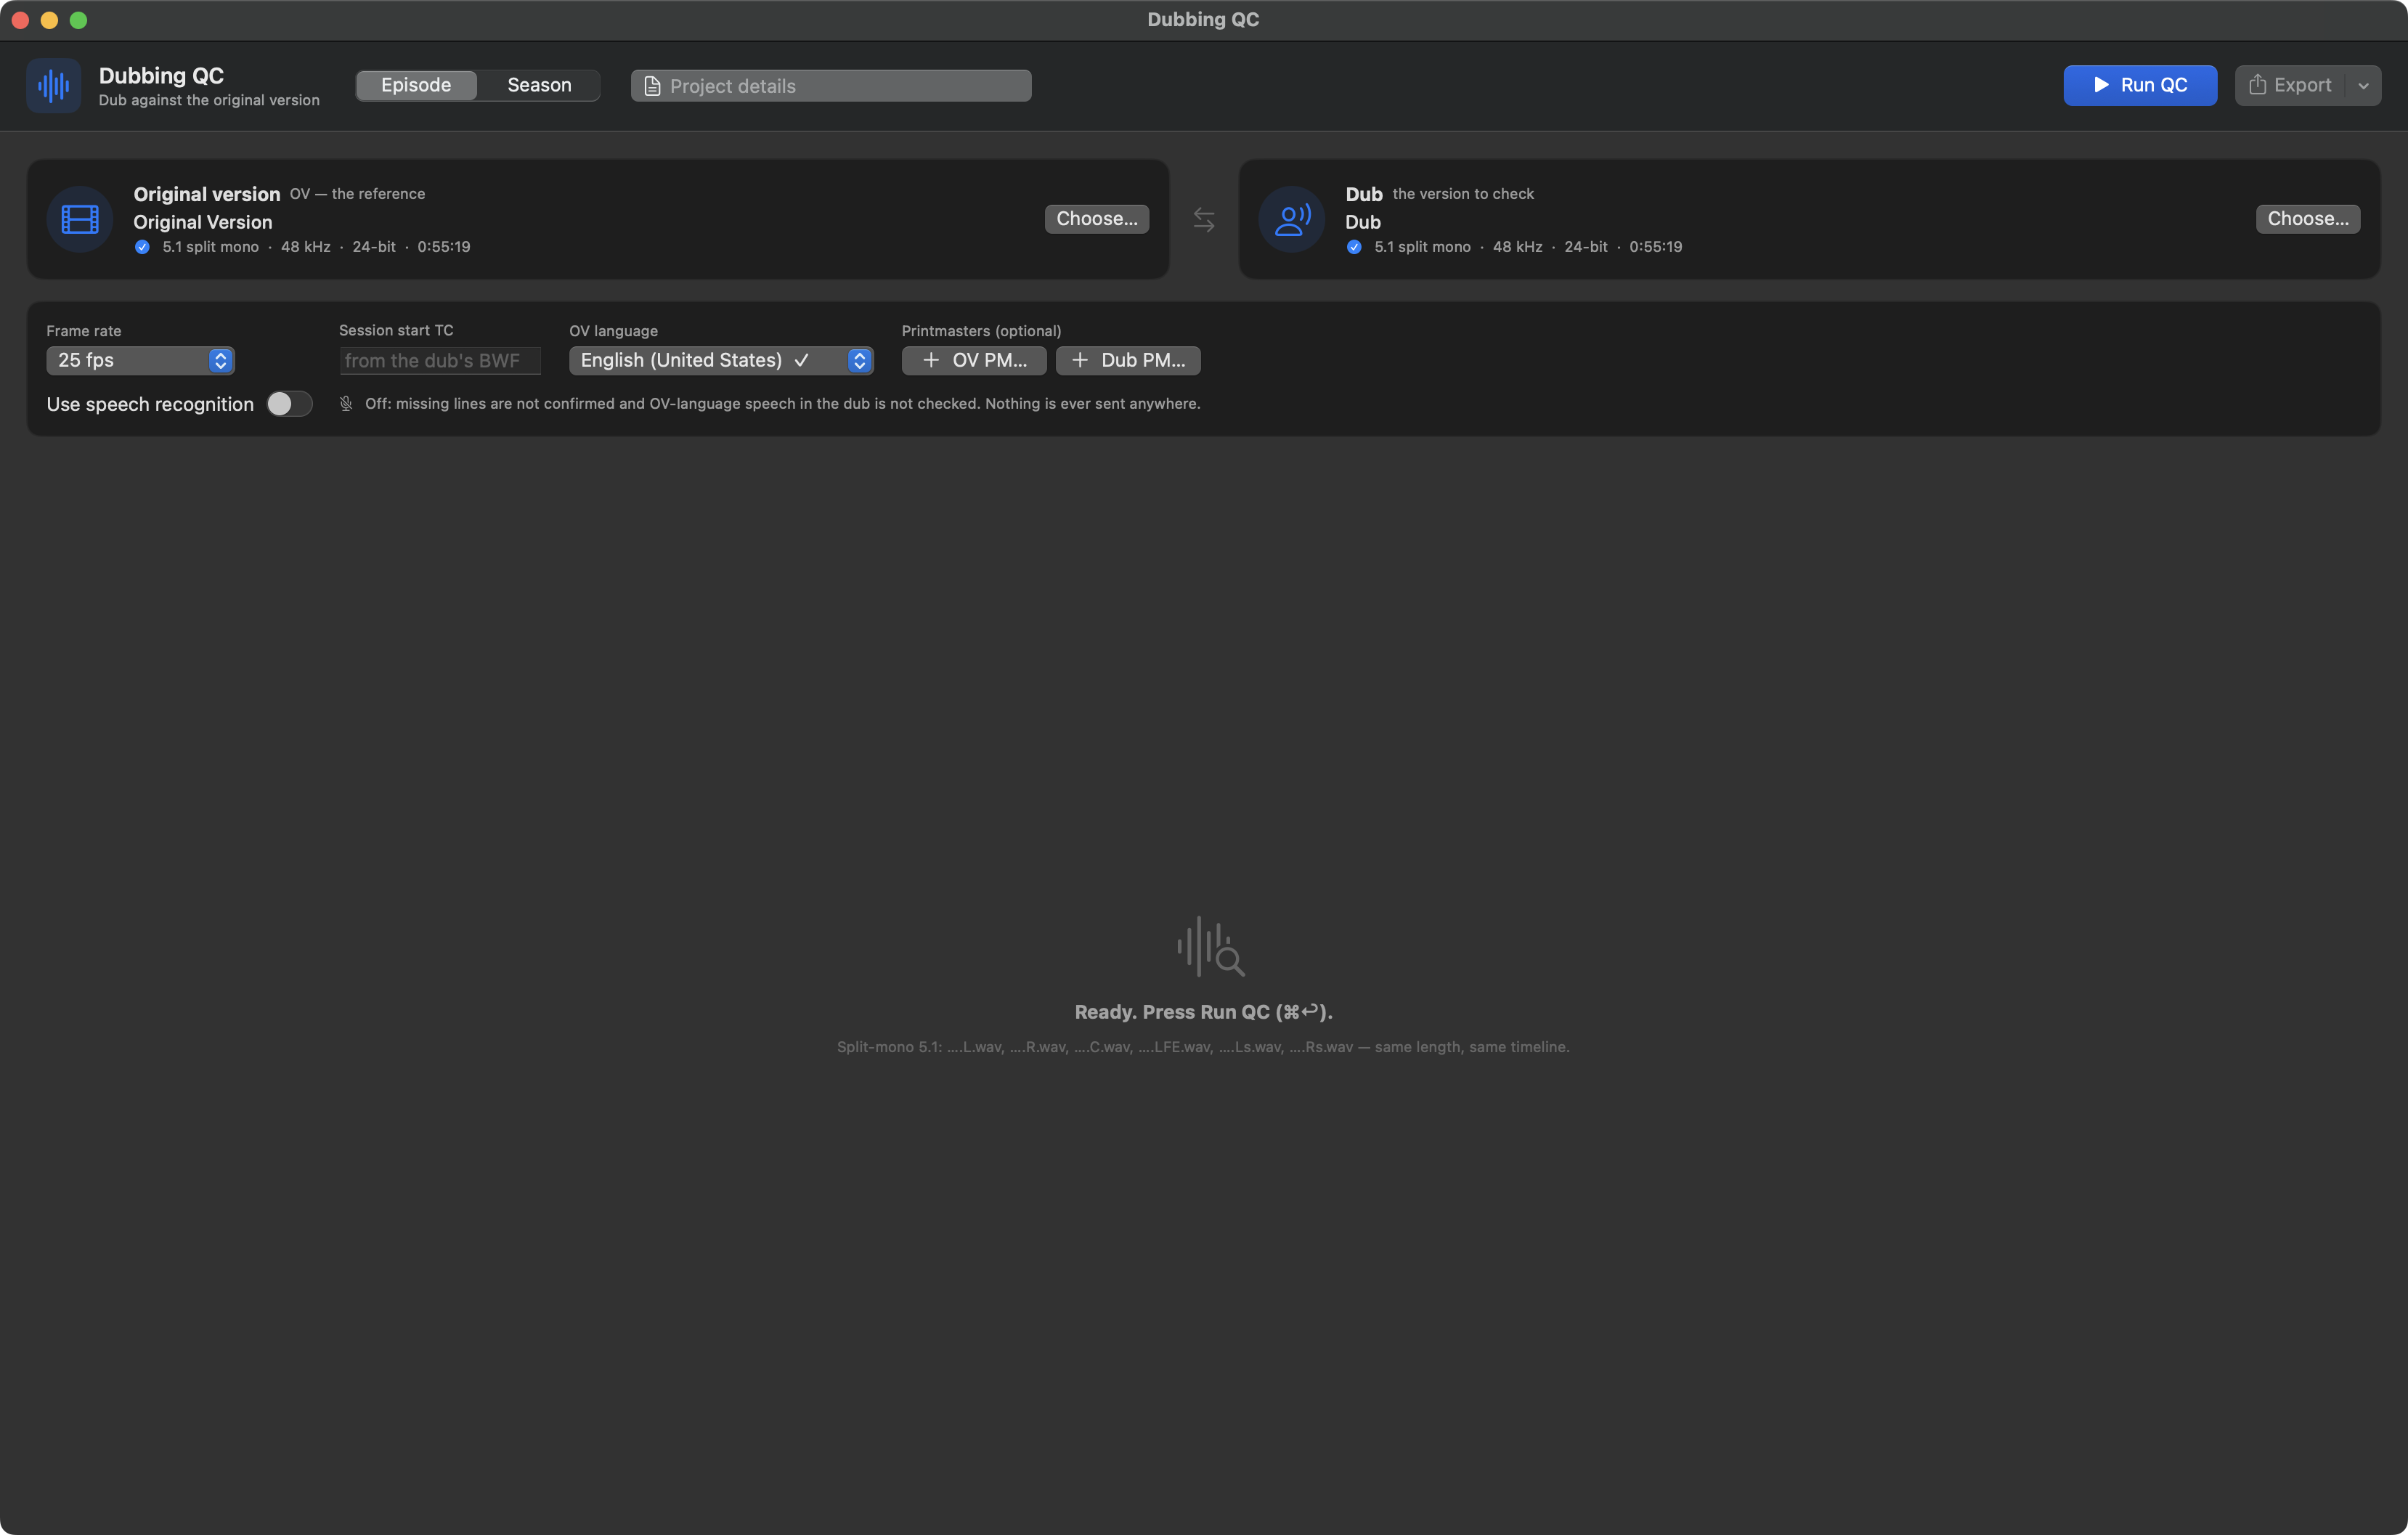 Dubbing QC
Dubbing QC
Dub against the original version
Episode
Season
Project details
Run QC
Export
Original version OV — the reference
Original Version
5.1 split mono · 48 kHz · 24-bit · 0:55:19
Choose...
Dub the version to check
Dub
5.1 split mono · 48 kHz · 24-bit · 0:55:19
Choose...
Frame rate
25 fps
Session start TC
from the dub's BWF
OV language
English (United States) ✓
Printmasters (optional)
+ OV PM...
+ Dub PM...
Use speech recognition
Off: missing lines are not confirmed and OV-language speech in the dub is not checked. Nothing is ever sent anywhere.
Ready. Press Run QC (⌘↩).
Split-mono 5.1: ….L.wav, ….R.wav, ….C.wav, ….LFE.wav, ….Ls.wav, ….Rs.wav — same length, same timeline.